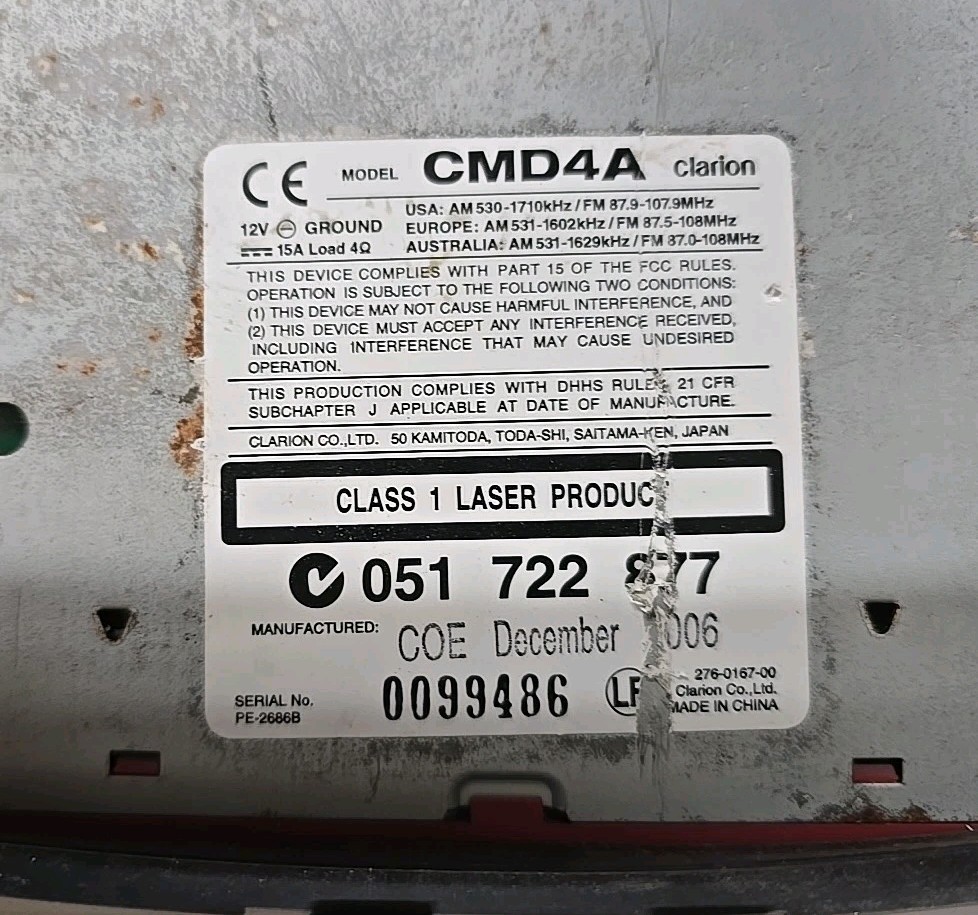 CE MODEL CMD4A Clarion
12V ⊖ GROUND
15A Load 4Ω
USA: AM 530-1710kHz / FM 87.9-107.9MHz
EUROPE: AM 531-1602kHz / FM 87.5-108MHz
AUSTRALIA: AM 531-1629kHz / FM 87.0-108MHz
THIS DEVICE COMPLIES WITH PART 15 OF THE FCC RULES.
OPERATION IS SUBJECT TO THE FOLLOWING TWO CONDITIONS:
(1) THIS DEVICE MAY NOT CAUSE HARMFUL INTERFERENCE, AND
(2) THIS DEVICE MUST ACCEPT ANY INTERFERENCE RECEIVED,
INCLUDING INTERFERENCE THAT MAY CAUSE UNDESIRED
OPERATION.
THIS PRODUCTION COMPLIES WITH DHHS RULES 21 CFR
SUBCHAPTER J APPLICABLE AT DATE OF MANUFACTURE.
CLARION CO.,LTD. 50 KAMITODA, TODA-SHI, SAITAMA-KEN, JAPAN
CLASS 1 LASER PRODUC
051 722 877
MANUFACTURED: COE December 006
SERIAL No.
PE-2686B
0099486
LF
276-0167-00
Clarion Co.,Ltd.
MADE IN CHINA